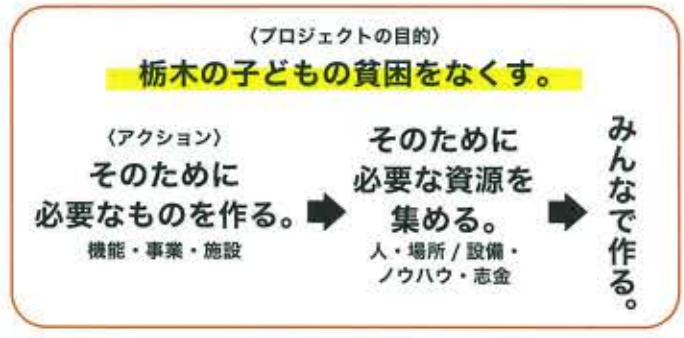 〈プロジェクトの目的〉
栃木の子どもの貧困をなくす。
〈アクション〉
そのために
必要なものを作る。
機能・事業・施設
そのために
必要な資源を
集める。
人・場所 / 設備・
ノウハウ・志金
みんなで作る。